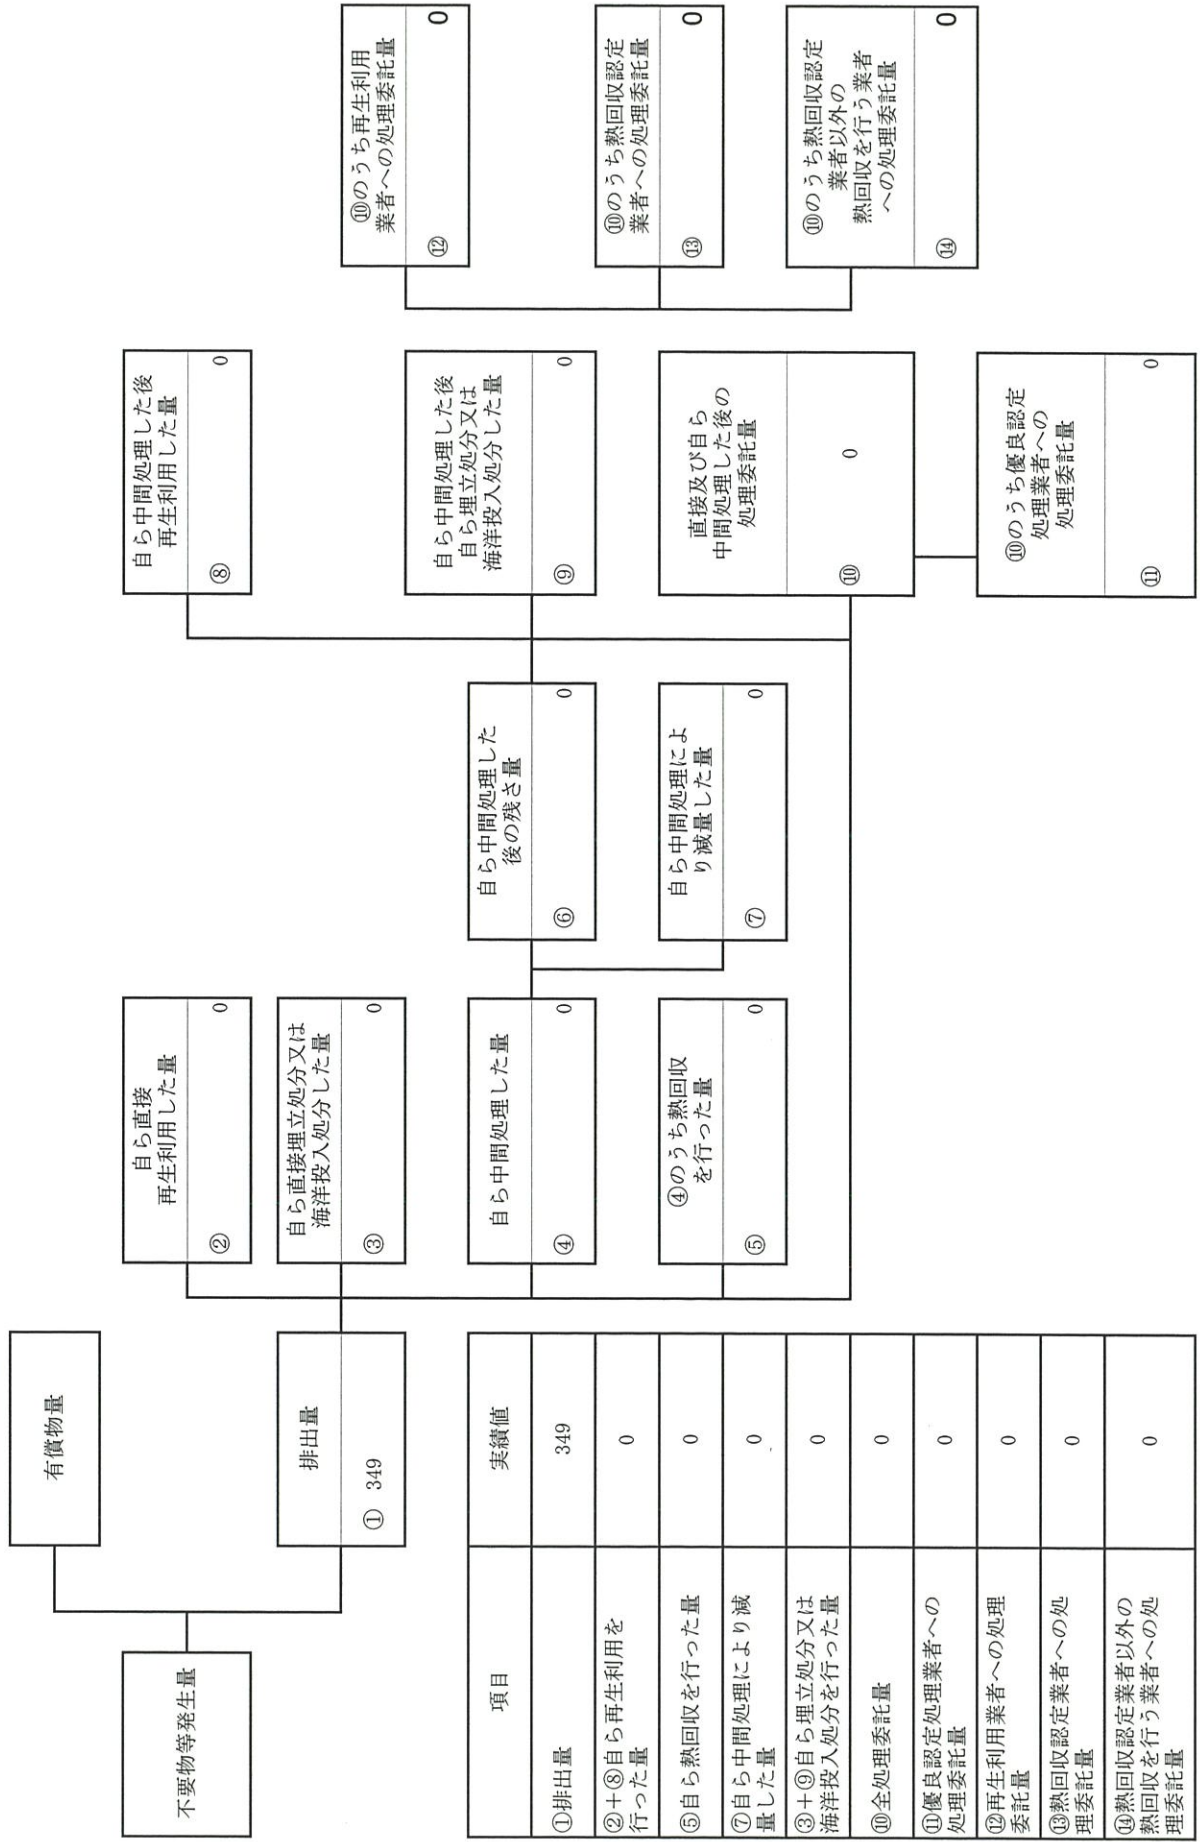 不要物等発生量
有償物量
排出量
① 349
自ら直接
再生利用した量
② 0
自ら直接埋立処分又は
海洋投入処分した量
③ 0
自ら中間処理した量
④ 0
④のうち熱回収
を行った量
⑤ 0
自ら中間処理した
後の残さ量
⑥ 0
自ら中間処理によ
り減量した量
⑦ 0
自ら中間処理した後
再生利用した量
⑧ 0
自ら中間処理した後
自ら埋立処分又は
海洋投入処分した量
⑨ 0
直接及び自ら
中間処理した後の
処理委託量
⑩ 0
⑩のうち優良認定
処理業者への
処理委託量
⑪ 0
⑩のうち再生利用
業者への処理委託量
⑫ 0
⑩のうち熱回収認定
業者への処理委託量
⑬ 0
⑩のうち熱回収認定
業者以外の
熱回収を行う業者
への処理委託量
⑭ 0
項目 実績値
①排出量 349
②+⑧自ら再生利用を
行った量 0
⑤自ら熱回収を行った量 0
⑦自ら中間処理により減
量した量 0
③+⑨自ら埋立処分又は
海洋投入処分を行った量 0
⑩全処理委託量 0
⑪優良認定処理業者への
処理委託量 0
⑫再生利用業者への処理
委託量 0
⑬熱回収認定業者への処
理委託量 0
⑭熱回収認定業者以外の
熱回収を行う業者への処
理委託量 0